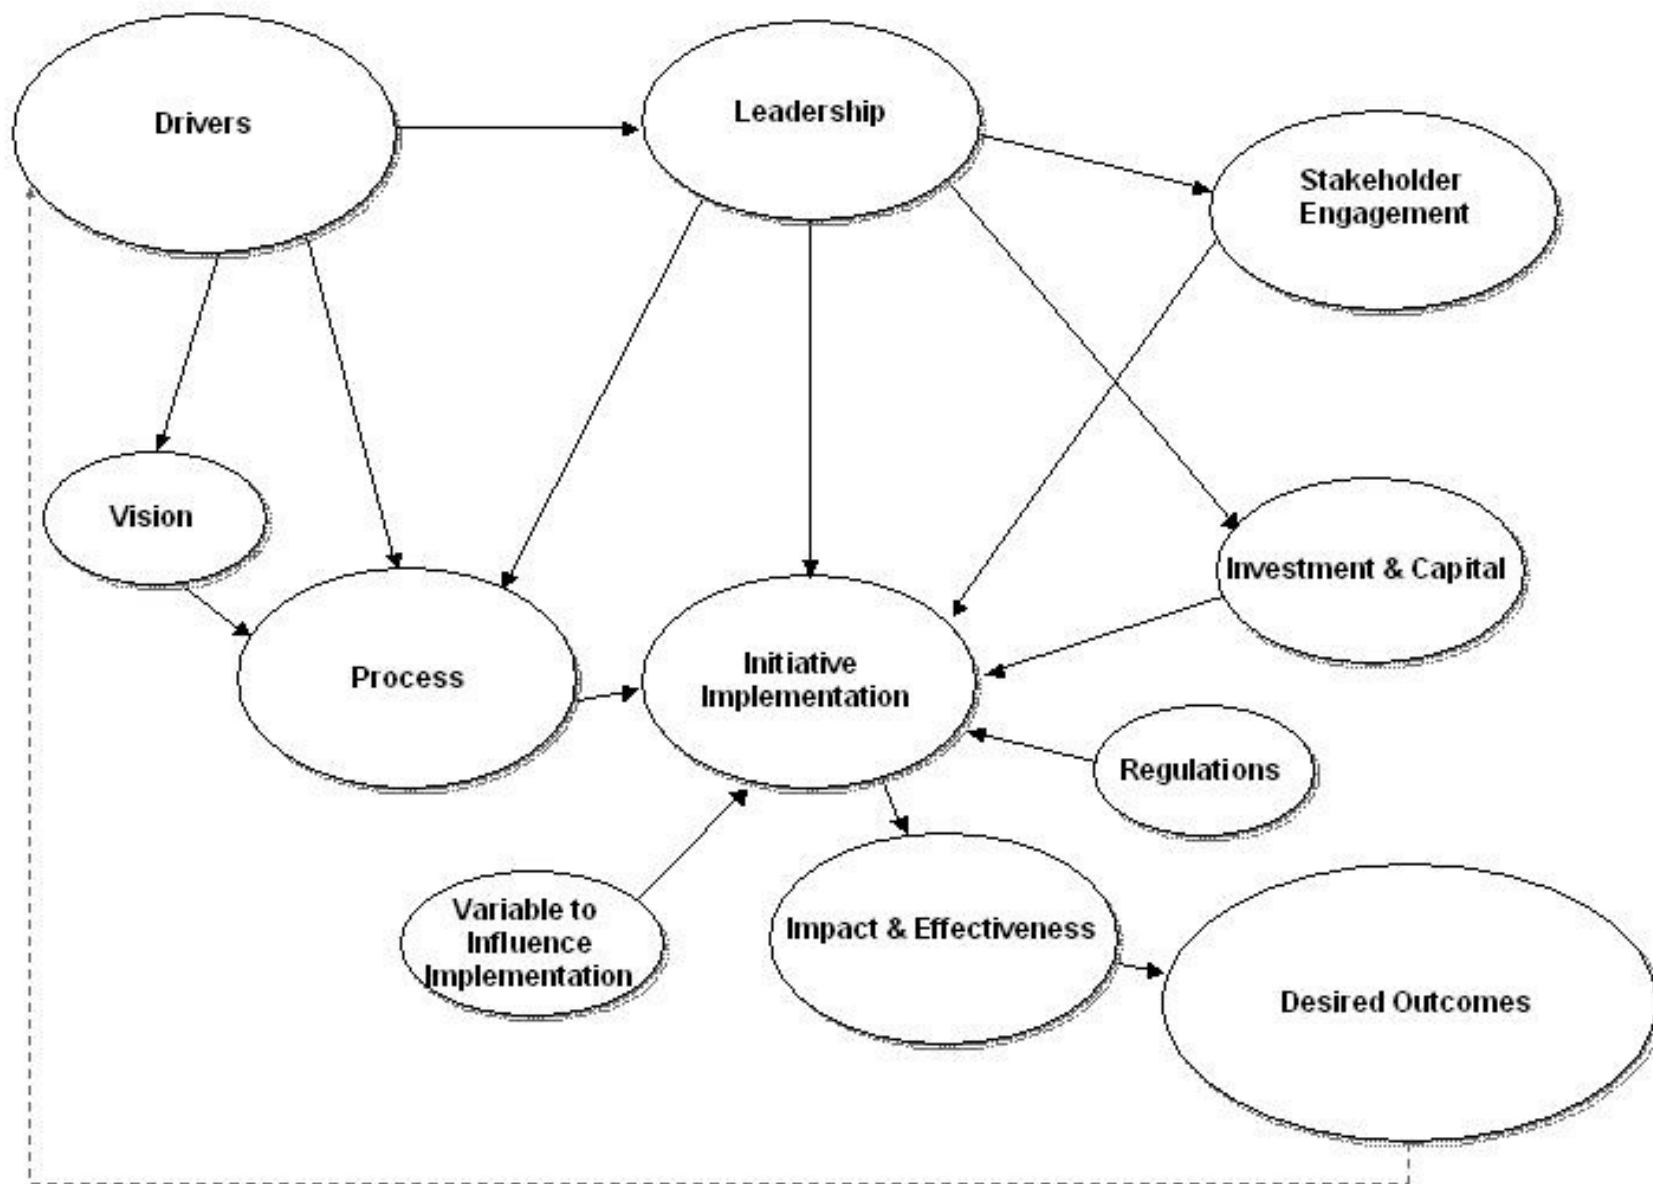 Drivers
Leadership
Stakeholder
Engagement
Vision
Investment & Capital
Process
Initiative
Implementation
Regulations
Variable to
Influence
Implementation
Impact & Effectiveness
Desired Outcomes